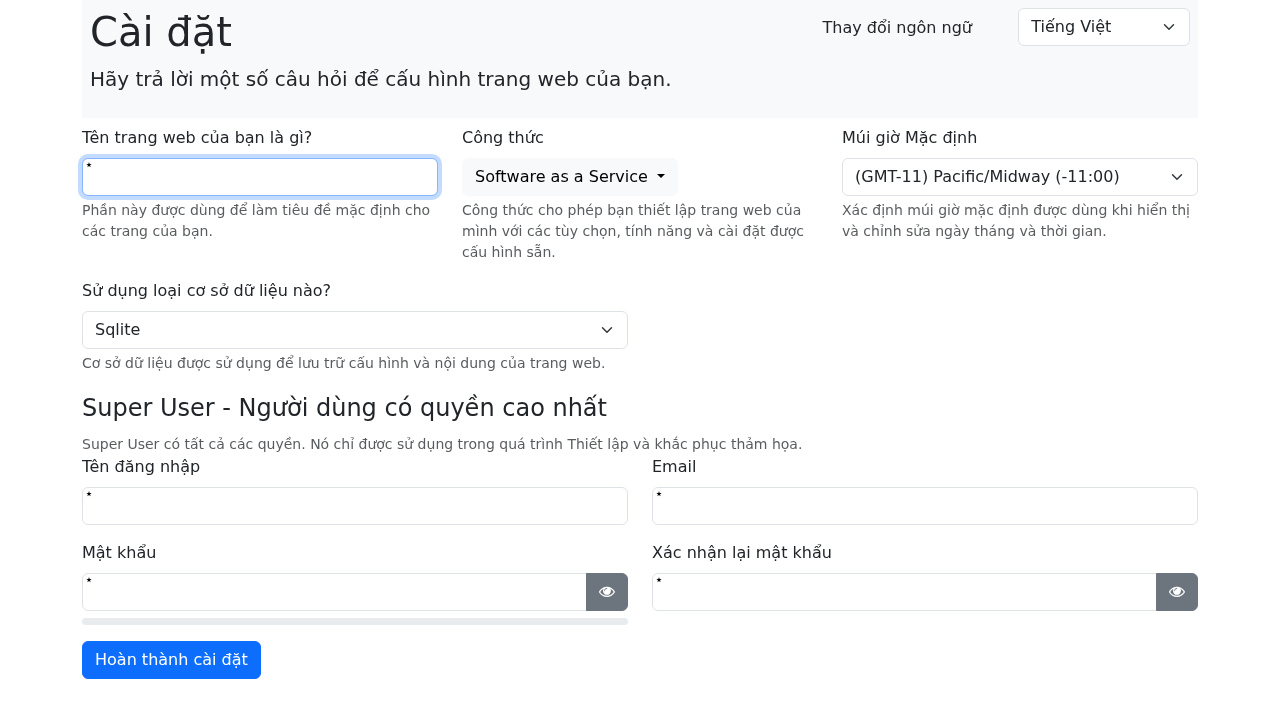 Cài đặt
Thay đổi ngôn ngữ
Tiếng Việt
Hãy trả lời một số câu hỏi để cấu hình trang web của bạn.
Tên trang web của bạn là gì?
Công thức
Múi giờ Mặc định
*
Software as a Service
(GMT-11) Pacific/Midway (-11:00)
Phần này được dùng để làm tiêu đề mặc định cho
các trang của bạn.
Công thức cho phép bạn thiết lập trang web của
mình với các tùy chọn, tính năng và cài đặt được
cấu hình sẵn.
Xác định múi giờ mặc định được dùng khi hiển thị
và chỉnh sửa ngày tháng và thời gian.
Sử dụng loại cơ sở dữ liệu nào?
Sqlite
Cơ sở dữ liệu được sử dụng để lưu trữ cấu hình và nội dung của trang web.
Super User - Người dùng có quyền cao nhất
Super User có tất cả các quyền. Nó chỉ được sử dụng trong quá trình Thiết lập và khắc phục thảm họa.
Tên đăng nhập
Email
*
*
Mật khẩu
Xác nhận lại mật khẩu
*
*
Hoàn thành cài đặt